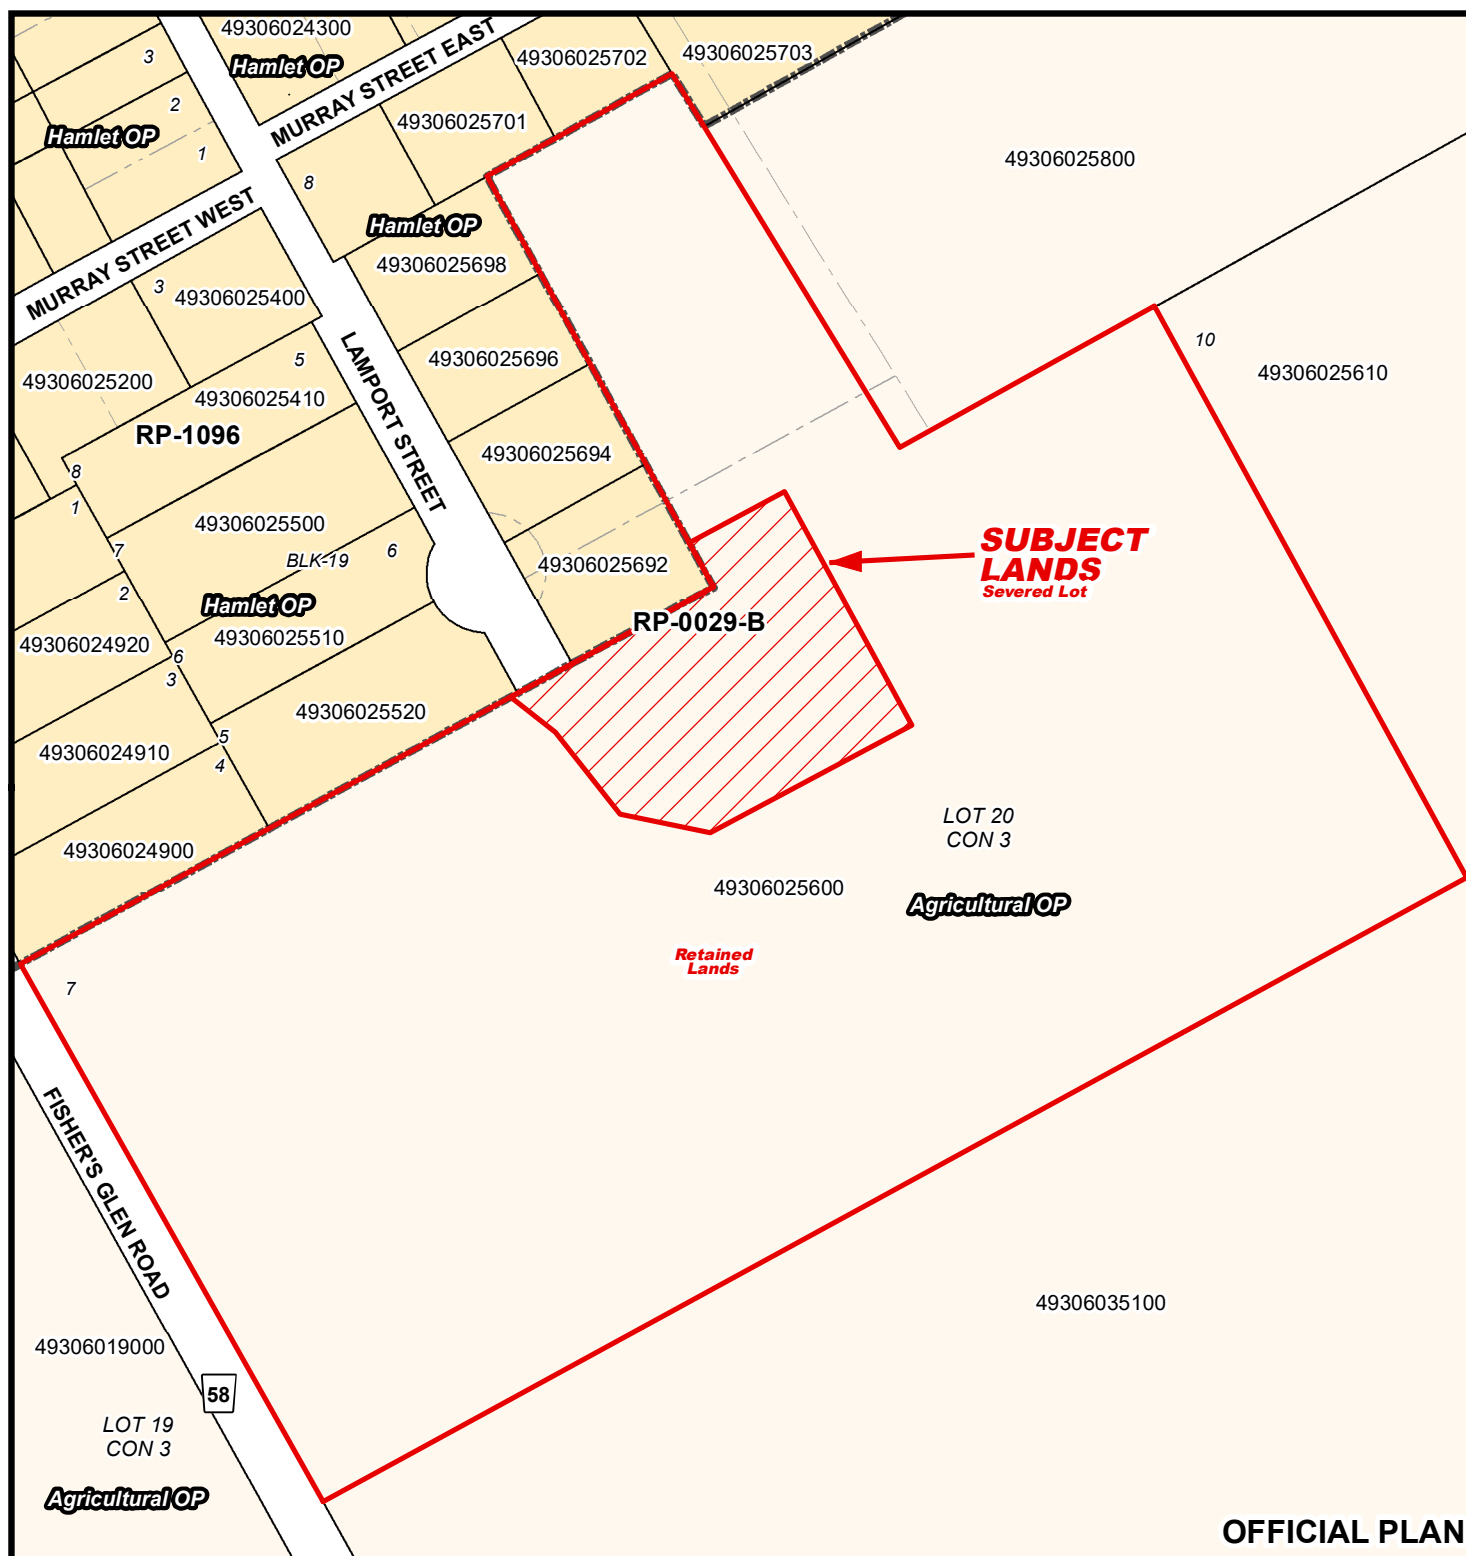 49306024300
Hamlet OP
MURRAY STREET EAST
49306025702
49306025703
3
2
Hamlet OP
1
49306025701
49306025800
8
MURRAY STREET WEST
Hamlet OP
49306025698
3
49306025400
10
49306025610
49306025200
5
49306025410
LAMPORT STREET
49306025696
RP-1096
8
1
49306025694
49306025500
7
BLK-19
6
49306025692
SUBJECT
LANDS
Severed Lot
2
Hamlet OP
RP-0029-B
49306024920
49306025510
6
3
49306025520
49306024910
5
4
49306024900
LOT 20
CON 3
49306025600
Agricultural OP
Retained
Lands
7
FISHER'S GLEN ROAD
49306035100
49306019000
58
LOT 19
CON 3
Agricultural OP
OFFICIAL PLAN